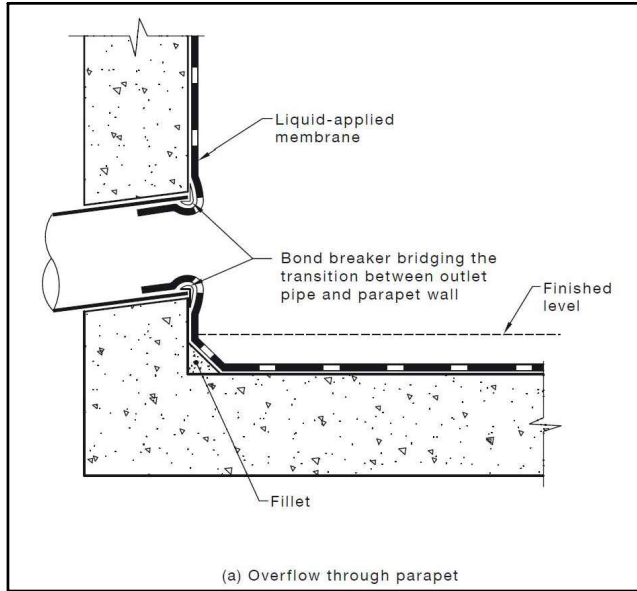 Liquid-applied
membrane
Bond breaker bridging the
transition between outlet
pipe and parapet wall
Finished
level
Fillet
(a) Overflow through parapet